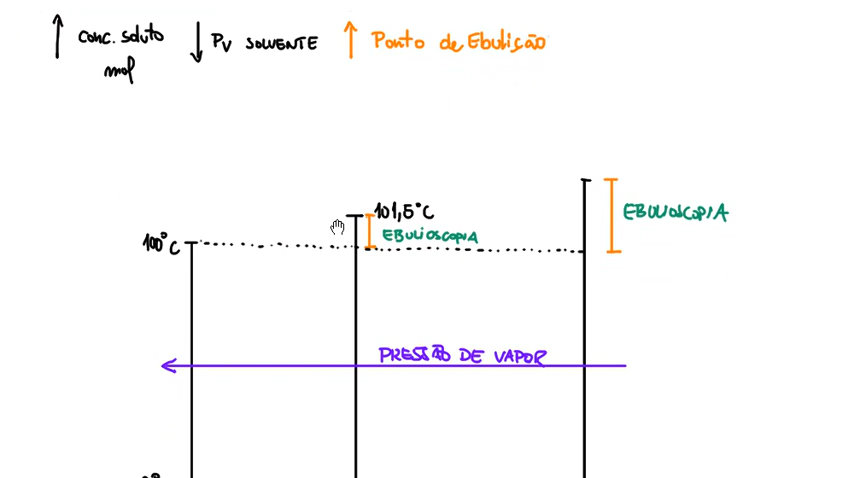 ↑ conc. soluto ↓ Pv SOLVENTE ↑ Ponto de Ebulição
mol
101,5°C
EBULIOSCOPIA
EBULIOSCOPIA
100°C
PRESSÃO DE VAPOR